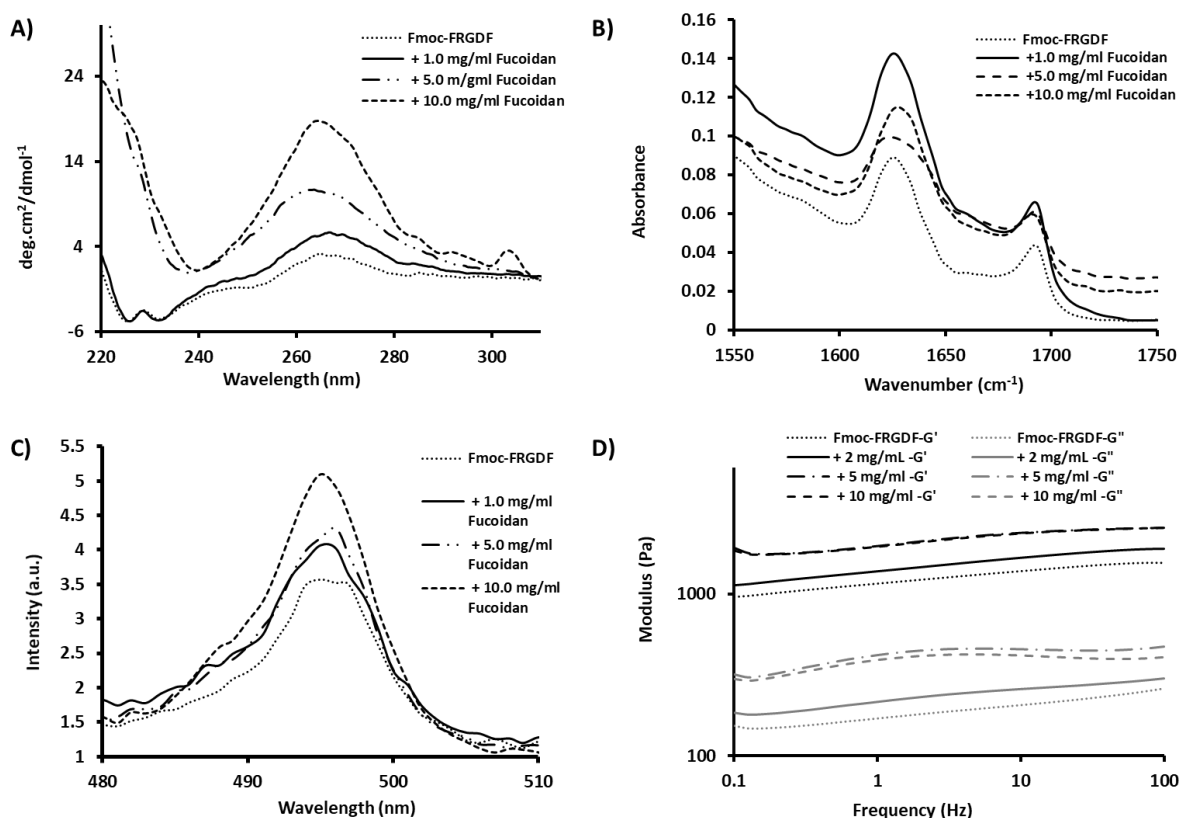 A)
Fmoc-FRGDF
+ 1.0 mg/ml Fucoidan
+ 5.0 m/gml Fucoidan
+ 10.0 mg/ml Fucoidan
deg.cm²/dmol⁻¹
24
14
4
-6
220 240 260 280 300
Wavelength (nm)
B)
Fmoc-FRGDF
+1.0 mg/ml Fucoidan
+5.0 mg/ml Fucoidan
+10.0 mg/ml Fucoidan
Absorbance
0.14
0.12
0.1
0.08
0.06
0.04
0.02
0
1550 1600 1650 1700 1750
Wavenumber (cm⁻¹)
C)
Fmoc-FRGDF
+ 1.0 mg/ml
Fucoidan
+ 5.0 mg/ml
Fucoidan
+ 10.0 mg/ml
Fucoidan
Intensity (a.u.)
5.5
5
4.5
4
3.5
3
2.5
2
1.5
1
480 490 500 510
Wavelength (nm)
D)
Fmoc-FRGDF-G' Fmoc-FRGDF-G"
+ 2 mg/mL -G' + 2 mg/mL -G"
+ 5 mg/ml -G' + 5 mg/ml -G"
+ 10 mg/ml -G' + 10 mg/ml -G"
Modulus (Pa)
1000
100
0.1 1 10 100
Frequency (Hz)